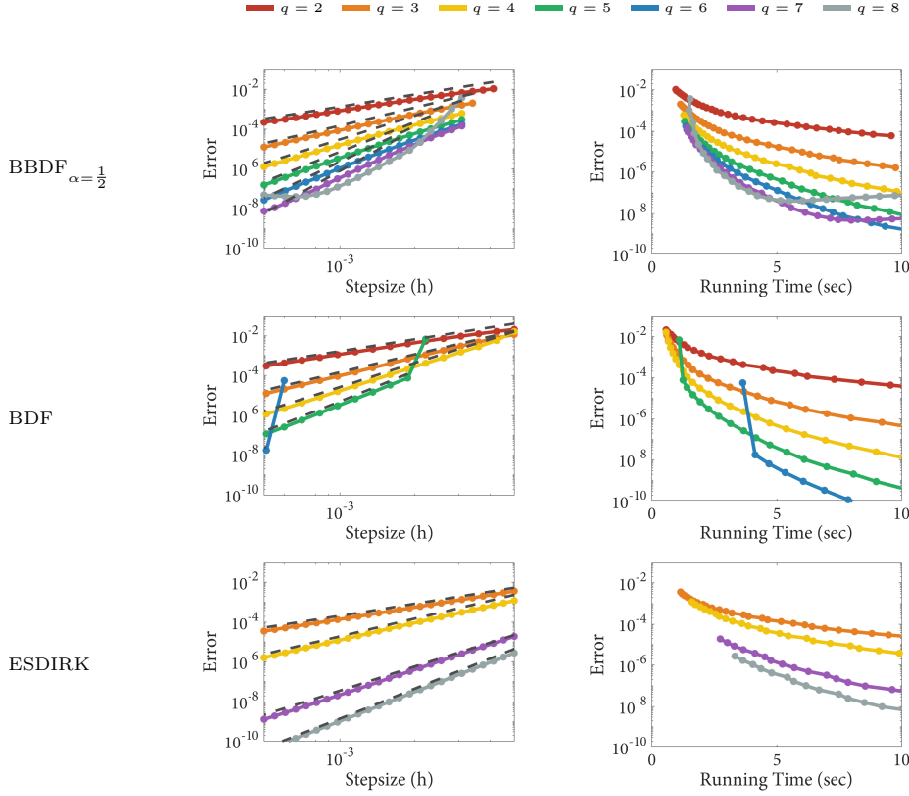 q = 2 q = 3 q = 4 q = 5 q = 6 q = 7 q = 8
BBDF α=1/2
Error
10^-2
10^-4
10^-6
10^-8
10^-10
10^-3
Stepsize (h)
Error
10^-2
10^-4
10^-6
10^-8
10^-10
0 5 10
Running Time (sec)
BDF
Error
10^-2
10^-4
10^-6
10^-8
10^-10
10^-3
Stepsize (h)
Error
10^-2
10^-4
10^-6
10^-8
10^-10
0 5 10
Running Time (sec)
ESDIRK
Error
10^-2
10^-4
10^-6
10^-8
10^-10
10^-3
Stepsize (h)
Error
10^-2
10^-4
10^-6
10^-8
10^-10
0 5 10
Running Time (sec)